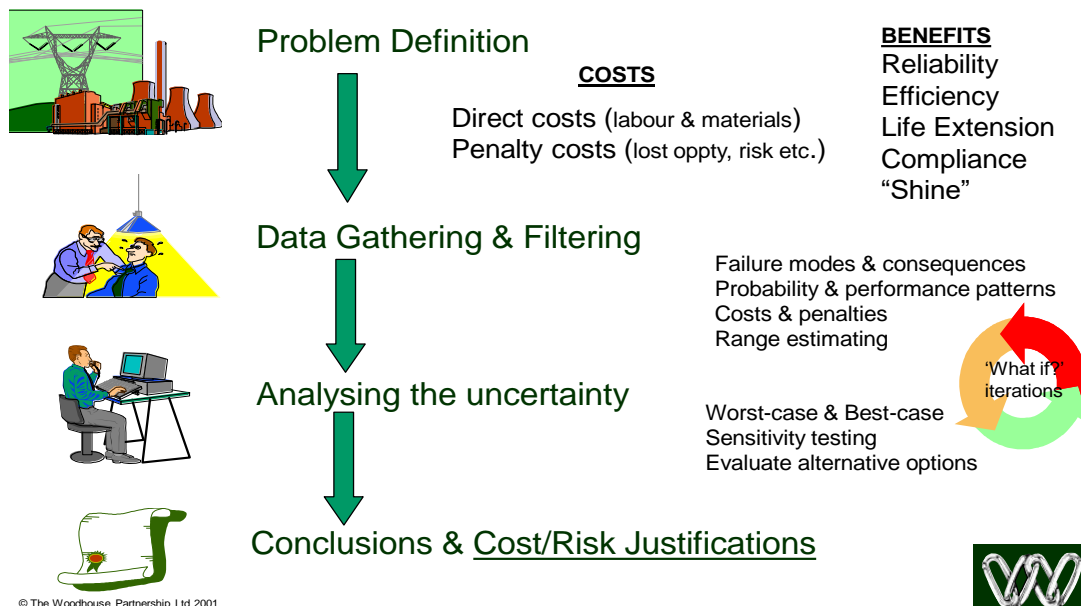 Problem Definition
COSTS
Direct costs (labour & materials)
Penalty costs (lost oppty, risk etc.)
BENEFITS
Reliability
Efficiency
Life Extension
Compliance
“Shine”
Data Gathering & Filtering
Failure modes & consequences
Probability & performance patterns
Costs & penalties
Range estimating
‘What if?’
iterations
Analysing the uncertainty
Worst-case & Best-case
Sensitivity testing
Evaluate alternative options
Conclusions & Cost/Risk Justifications
© The Woodhouse Partnership Ltd 2001